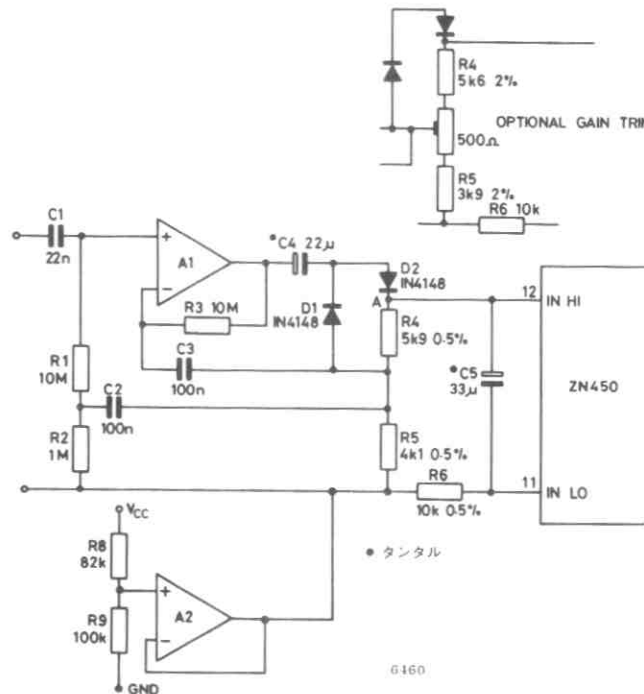 R4
5k6 2%
OPTIONAL GAIN TRI
500Ω
R5
3k9 2%
R6 10k
C1
22n
+
A1
−
*C4 22μ
D2
IN4148
D1
IN4148
A
12
IN HI
R3 10M
R4
5k9 0.5%
C3
100n
*C5
33μ
ZN450
R1
10M
C2
100n
R2
1M
R5
4k1 0.5%
R6
10k 0.5%
11
IN LO
VCC
R8
82k
● タンタル
+
A2
−
R9
100k
GND
6460